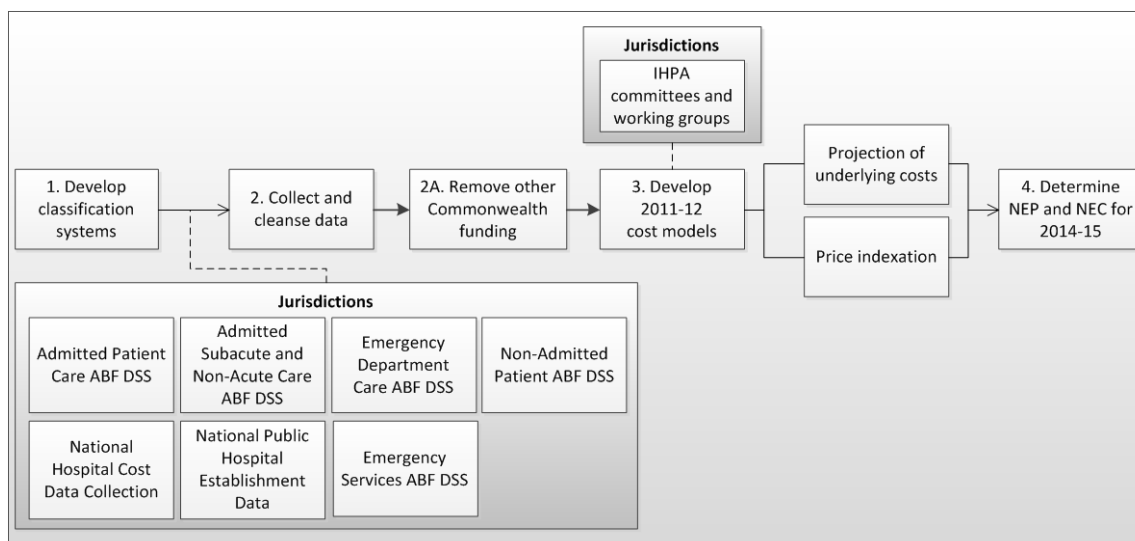 Jurisdictions
IHPA
committees and
working groups
1. Develop
classification
systems
2. Collect and
cleanse data
2A. Remove other
Commonwealth
funding
3. Develop
2011-12
cost models
Projection of
underlying costs
Price indexation
4. Determine
NEP and NEC for
2014-15
Jurisdictions
Admitted Patient
Care ABF DSS
Admitted
Subacute and
Non-Acute Care
ABF DSS
Emergency
Department
Care ABF DSS
Non-Admitted
Patient ABF DSS
National
Hospital Cost
Data Collection
National Public
Hospital
Establishment
Data
Emergency
Services ABF DSS